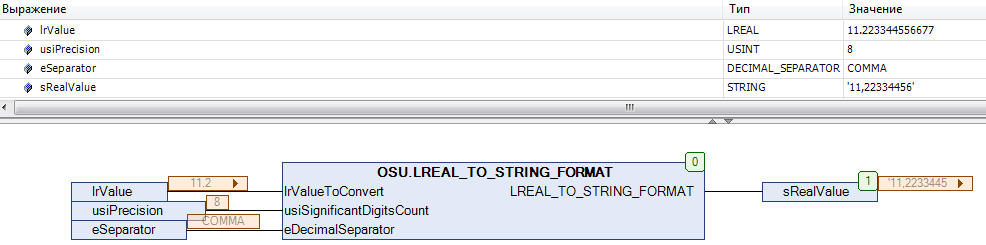 Выражение Тип Значение
lrValue LREAL 11.223344556677
usiPrecision USINT 8
eSeparator DECIMAL_SEPARATOR COMMA
sRealValue STRING '11,22334456'
OSU.LREAL_TO_STRING_FORMAT 0
lrValue 11.2 lrValueToConvert LREAL_TO_STRING_FORMAT sRealValue 1 '11,2233445
usiPrecision 8 usiSignificantDigitsCount
eSeparator COMMA eDecimalSeparator